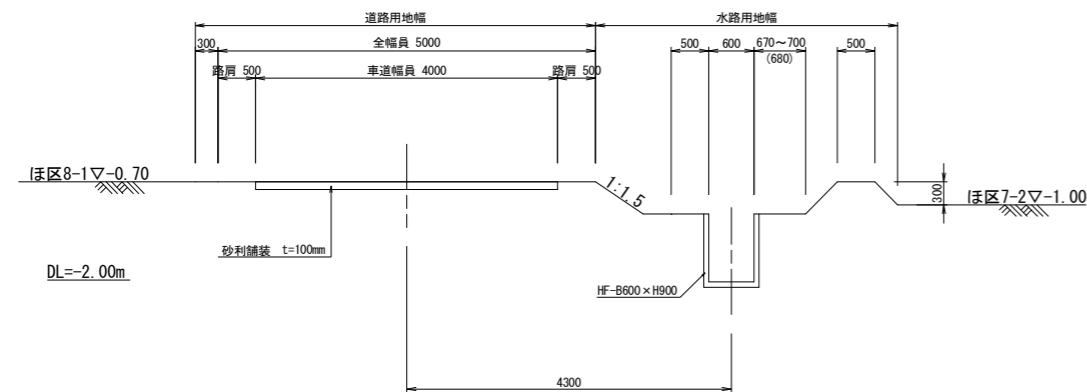 道路用地幅
水路用地幅
300
全幅員 5000
500
600
670～700
(680)
500
路肩 500
車道幅員 4000
路肩 500
ほ区8-1▽-0.70
1:1.5
300
ほ区7-2▽-1.00
砂利舗装 t=100mm
DL=-2.00m
HF-B600×H900
4300